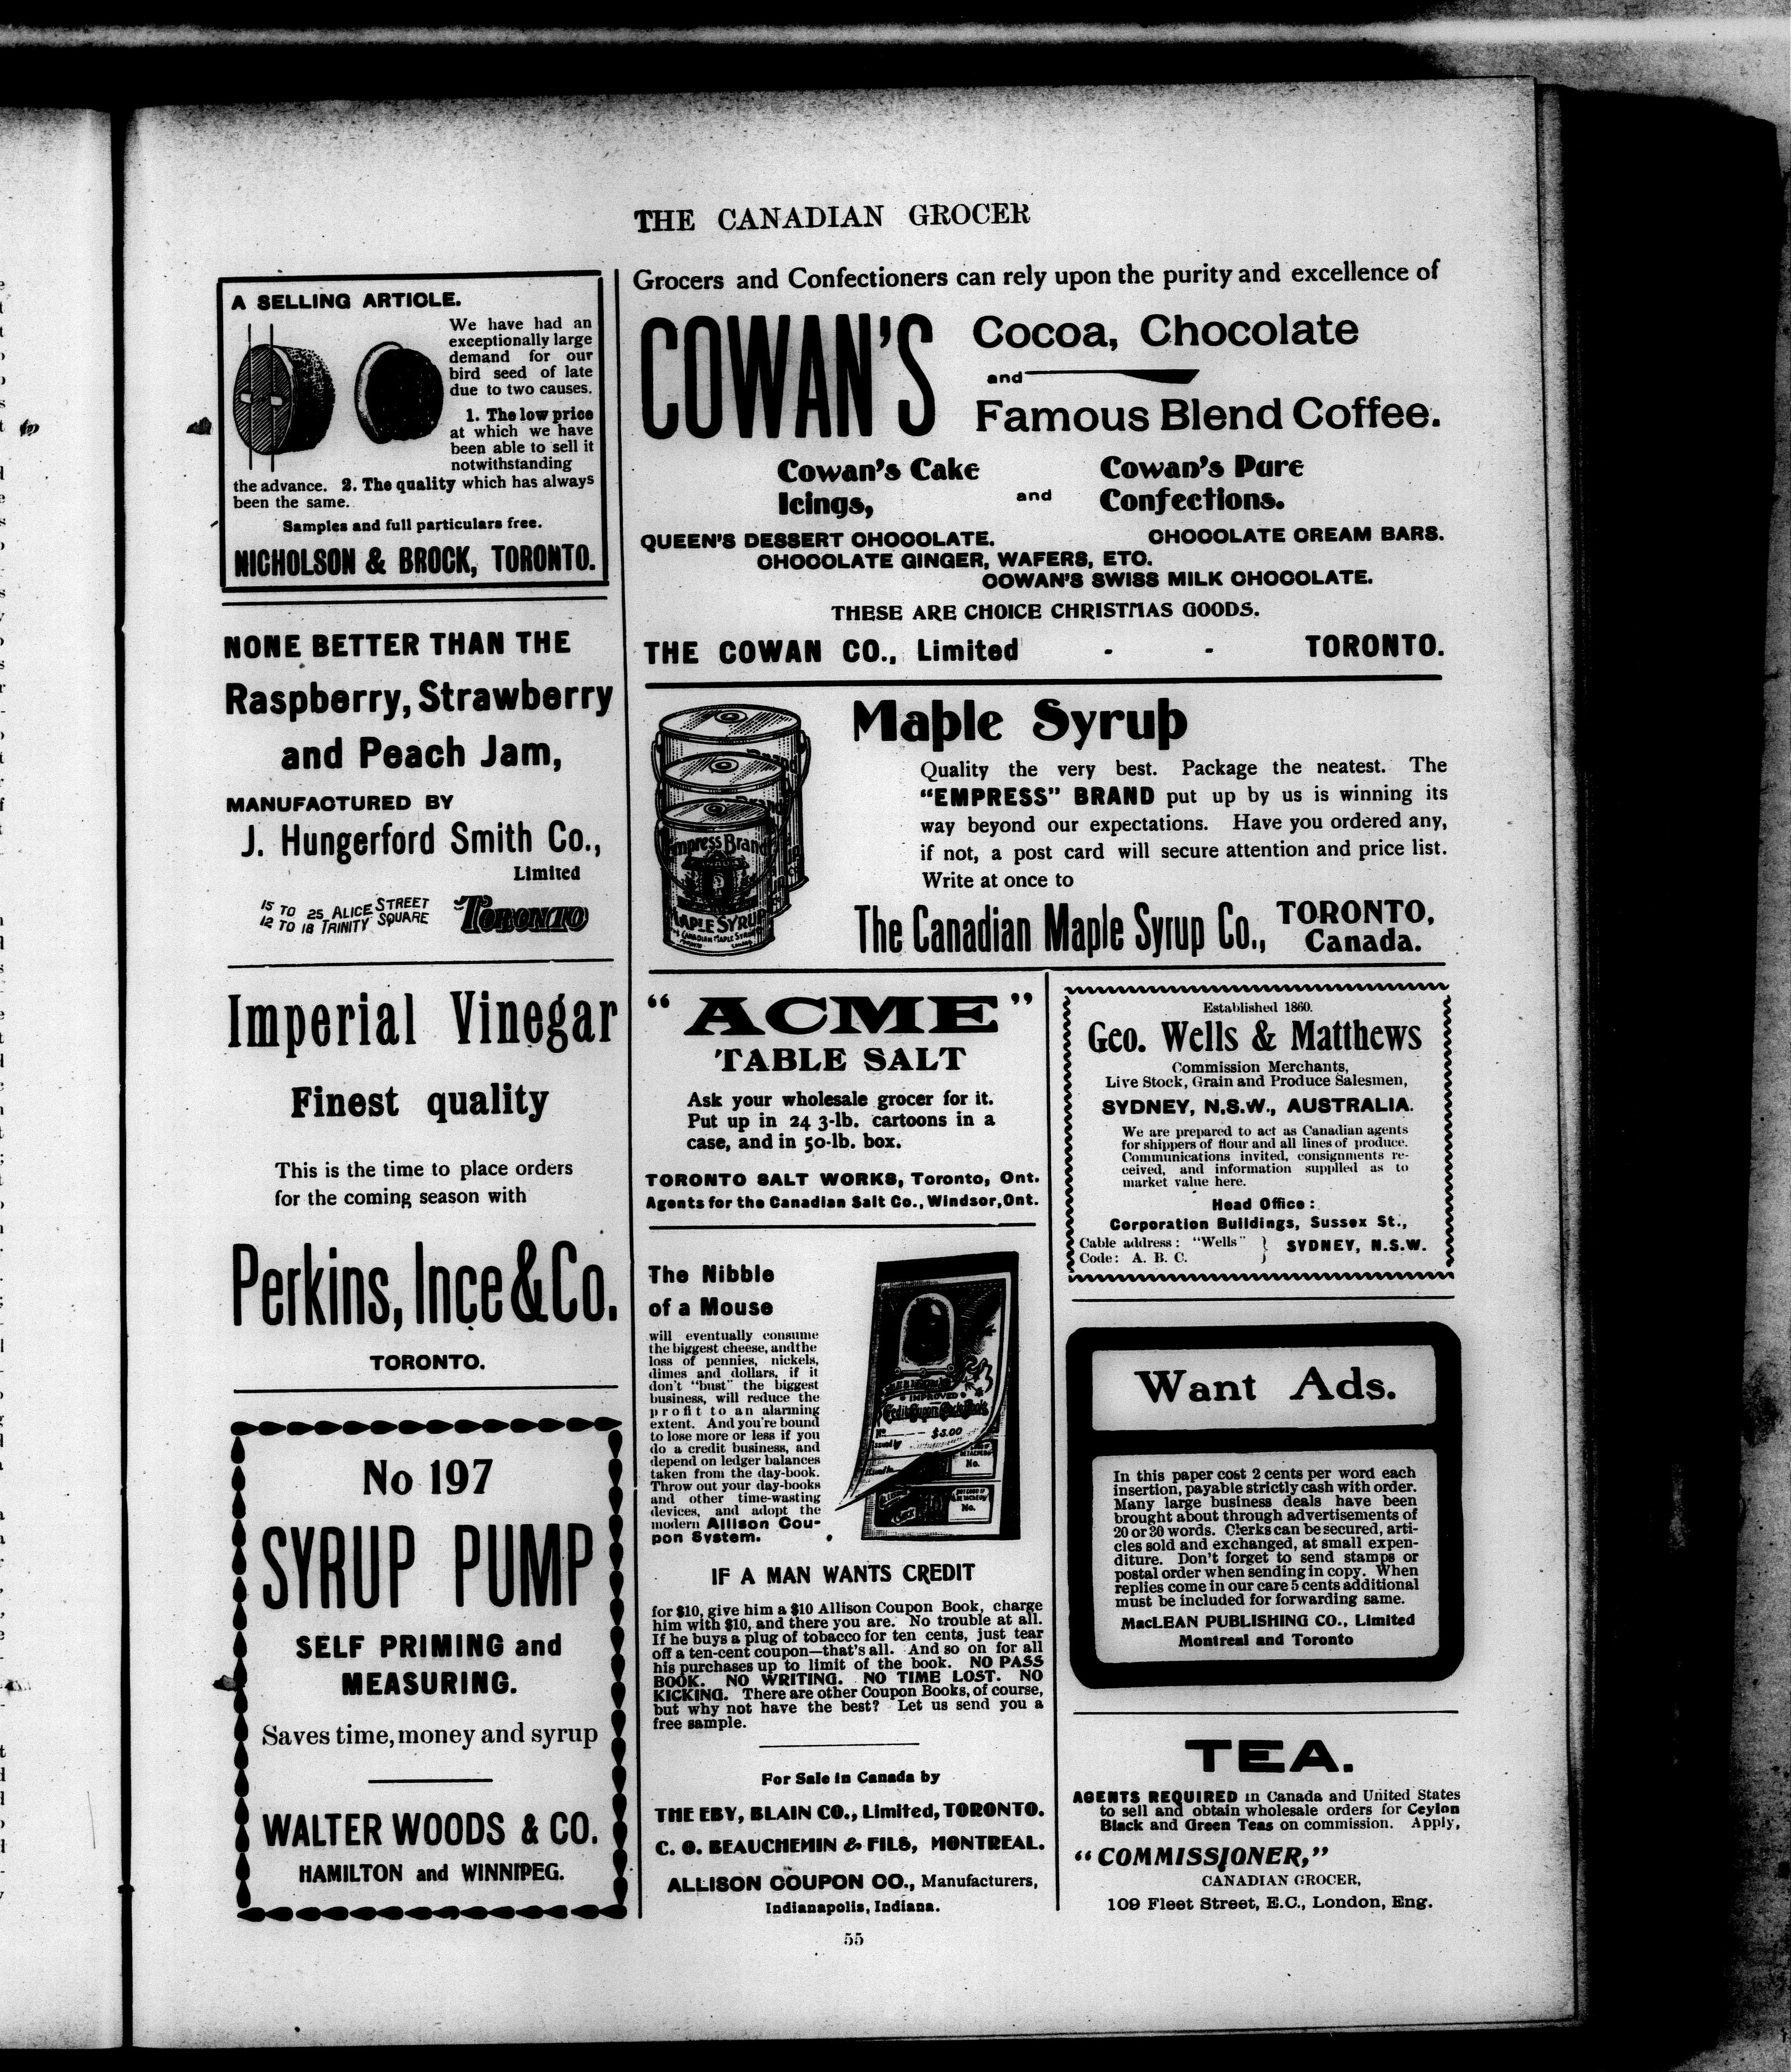 THE CANADIAN GROCER
A SELLING ARTICLE.
We have had an
exceptionally large
demand for our
bird seed of late
due to two causes.
1. The low price
at which we have
been able to sell it
notwithstanding
the advance. 2. The quality which has always
been the same.
Samples and full particulars free.
NICHOLSON & BROCK, TORONTO.
NONE BETTER THAN THE
Raspberry, Strawberry
and Peach Jam,
MANUFACTURED BY
J. Hungerford Smith Co.,
Limited
15 TO 25 ALICE STREET
12 TO 18 TRINITY SQUARE
TORONTO
Imperial Vinegar
Finest quality
This is the time to place orders
for the coming season with
Perkins, Ince & Co.
TORONTO.
No 197
SYRUP PUMP
SELF PRIMING and
MEASURING.
Saves time, money and syrup
WALTER WOODS & CO.
HAMILTON and WINNIPEG.
Grocers and Confectioners can rely upon the purity and excellence of
COWAN'S
Cocoa, Chocolate
and
Famous Blend Coffee.
Cowan's Cake
Icings,
and
Cowan's Pure
Confections.
QUEEN'S DESSERT CHOCOLATE. CHOCOLATE CREAM BARS.
CHOCOLATE GINGER, WAFERS, ETC.
COWAN'S SWISS MILK CHOCOLATE.
THESE ARE CHOICE CHRISTMAS GOODS.
THE COWAN CO., Limited - - TORONTO.
Maple Syrup
Quality the very best. Package the neatest. The
"EMPRESS" BRAND put up by us is winning its
way beyond our expectations. Have you ordered any,
if not, a post card will secure attention and price list.
Write at once to
The Canadian Maple Syrup Co., TORONTO,
Canada.
Empress Brand
MAPLE SYRUP
"ACME"
TABLE SALT
Ask your wholesale grocer for it.
Put up in 24 3-lb. cartoons in a
case, and in 50-lb. box.
TORONTO SALT WORKS, Toronto, Ont.
Agents for the Canadian Salt Co., Windsor, Ont.
The Nibble
of a Mouse
will eventually consume
the biggest cheese, and the
loss of pennies, nickels,
dimes and dollars, if it
don't "bust" the biggest
business, will reduce the
profit to an alarming
extent. And you're bound
to lose more or less if you
do a credit business, and
depend on ledger balances
taken from the day-book.
Throw out your day-books
and other time-wasting
devices, and adopt the
modern Allison Cou-
pon System.
IMPROVED
Credit Coupon Check Book
No. $5.00
Issued by
No.
No.
IF A MAN WANTS CREDIT
for $10, give him a $10 Allison Coupon Book, charge
him with $10, and there you are. No trouble at all.
If he buys a plug of tobacco for ten cents, just tear
off a ten-cent coupon—that's all. And so on for all
his purchases up to limit of the book. NO PASS
BOOK. NO WRITING. NO TIME LOST. NO
KICKING. There are other Coupon Books, of course,
but why not have the best? Let us send you a
free sample.
For Sale in Canada by
THE EBY, BLAIN CO., Limited, TORONTO.
C. O. BEAUCHEMIN & FILS, MONTREAL.
ALLISON COUPON CO., Manufacturers,
Indianapolis, Indiana.
Established 1860.
Geo. Wells & Matthews
Commission Merchants,
Live Stock, Grain and Produce Salesmen,
SYDNEY, N.S.W., AUSTRALIA.
We are prepared to act as Canadian agents
for shippers of flour and all lines of produce.
Communications invited, consignments re-
ceived, and information supplied as to
market value here.
Head Office:
Corporation Buildings, Sussex St.,
Cable address: "Wells" } SYDNEY, N.S.W.
Code: A. B. C. }
Want Ads.
In this paper cost 2 cents per word each
insertion, payable strictly cash with order.
Many large business deals have been
brought about through advertisements of
20 or 30 words. Clerks can be secured, arti-
cles sold and exchanged, at small expen-
diture. Don't forget to send stamps or
postal order when sending in copy. When
replies come in our care 5 cents additional
must be included for forwarding same.
MacLEAN PUBLISHING CO., Limited
Montreal and Toronto
TEA.
AGENTS REQUIRED in Canada and United States
to sell and obtain wholesale orders for Ceylon
Black and Green Teas on commission. Apply,
"COMMISSIONER,"
CANADIAN GROCER,
109 Fleet Street, E.C., London, Eng.
55